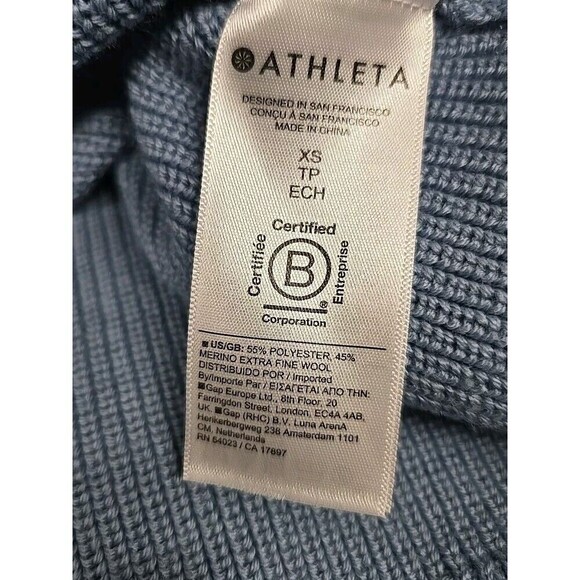 ATHLETA
DESIGNED IN SAN FRANCISCO
CONÇU À SAN FRANCISCO
MADE IN CHINA
XS
TP
ECH
Certified
Certifiée
B
Entreprise
®
Corporation
US/GB: 55% POLYESTER, 45%
MERINO EXTRA FINE WOOL
DISTRIBUIDO POR / Imported
By/Importe Par / ΕΙΣΑΓΕΤΑΙ ΑΠΟ ΤΗΝ:
Gap Europe Ltd., 8th Floor, 20
Farringdon Street, London, EC4A 4AB,
UK. Gap (RHC) B.V. Luna ArenA
Herikerbergweg 238 Amsterdam 1101
CM. Netherlands
RN 54023 / CA 17897